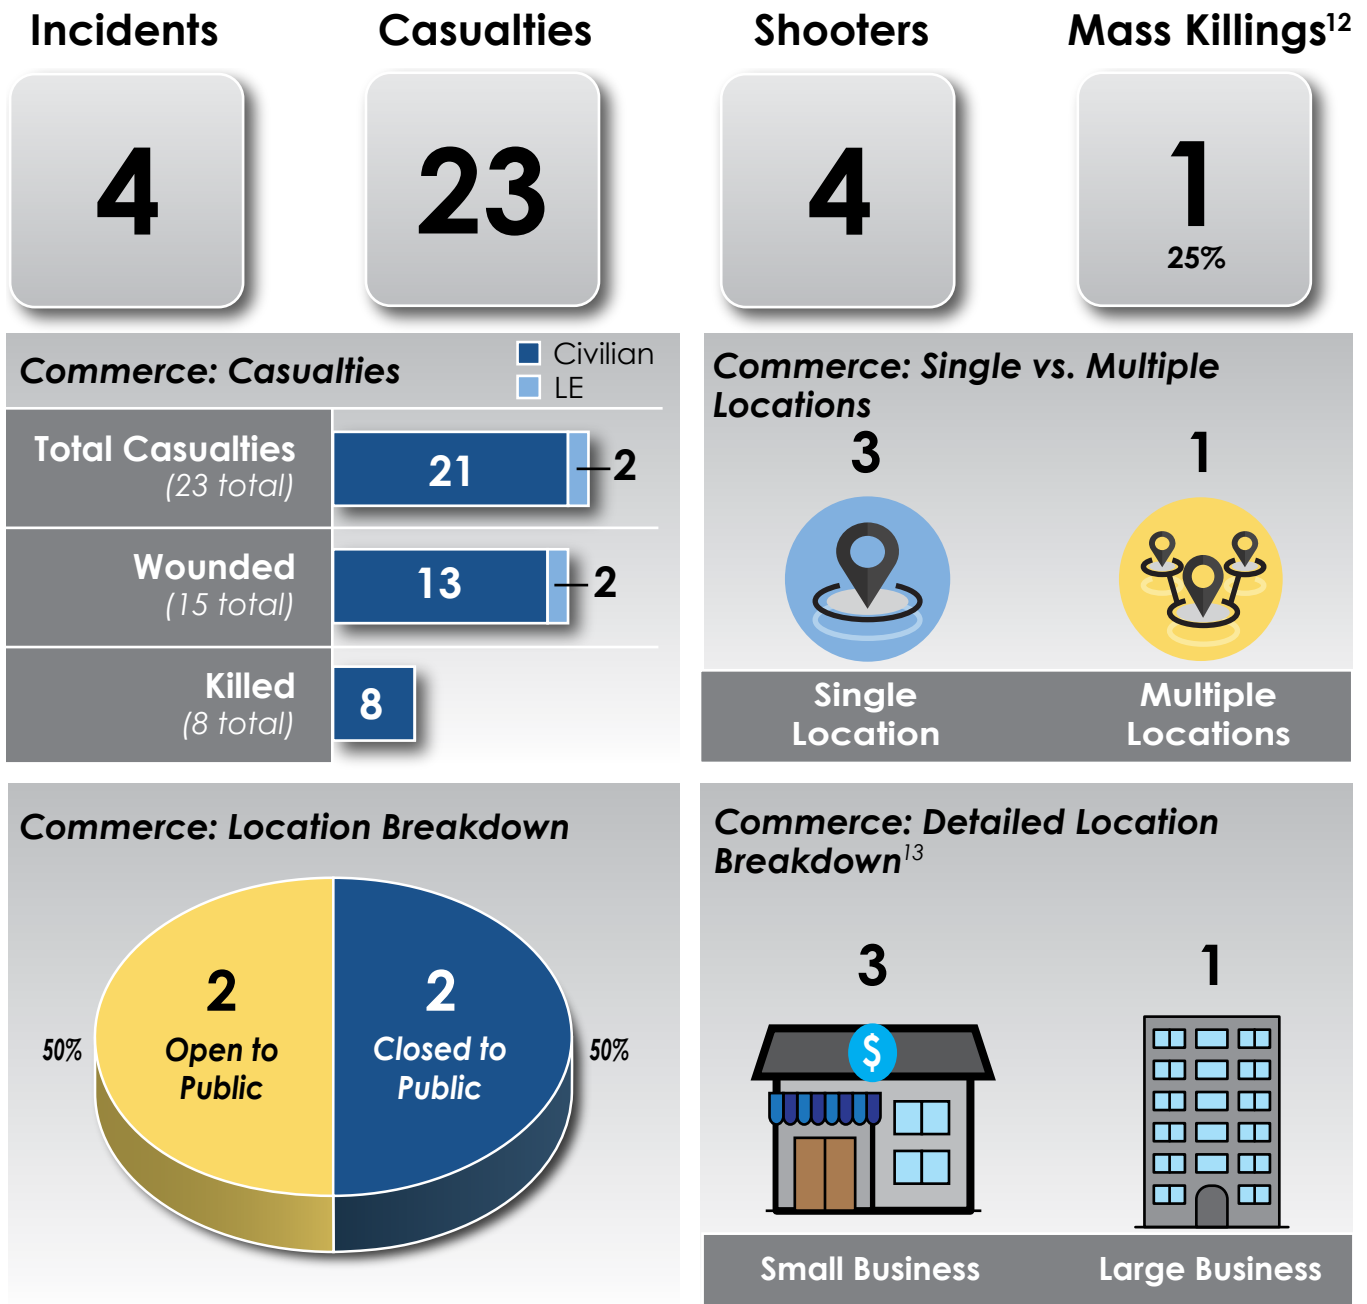 Incidents
Casualties
Shooters
Mass Killings12
4
23
4
1
25%
Commerce: Casualties
Civilian
LE
Total Casualties
(23 total)
21
2
Wounded
(15 total)
13
2
Killed
(8 total)
8
Commerce: Single vs. Multiple
Locations
3
1
Single
Location
Multiple
Locations
Commerce: Location Breakdown
50%
2
Open to
Public
2
Closed to
Public
50%
Commerce: Detailed Location
Breakdown13
3
1
$
Small Business
Large Business